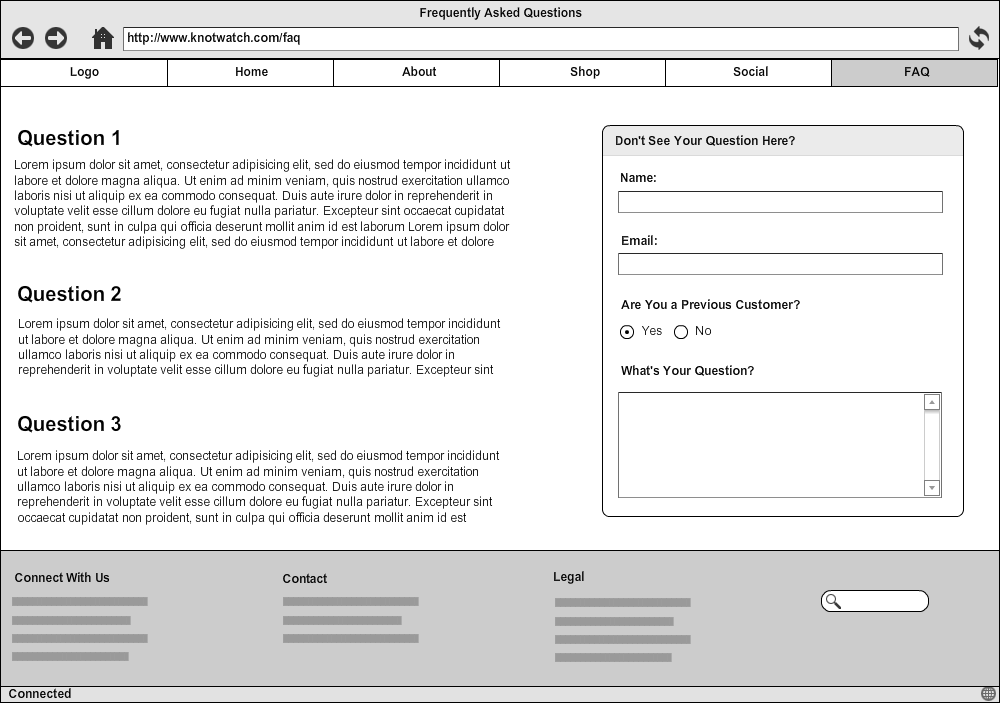 Frequently Asked Questions
http://www.knotwatch.com/faq
Logo Home About Shop Social FAQ
Question 1
Lorem ipsum dolor sit amet, consectetur adipisicing elit, sed do eiusmod tempor incididunt ut
labore et dolore magna aliqua. Ut enim ad minim veniam, quis nostrud exercitation ullamco
laboris nisi ut aliquip ex ea commodo consequat. Duis aute irure dolor in reprehenderit in
voluptate velit esse cillum dolore eu fugiat nulla pariatur. Excepteur sint occaecat cupidatat
non proident, sunt in culpa qui officia deserunt mollit anim id est laborum Lorem ipsum dolor
sit amet, consectetur adipisicing elit, sed do eiusmod tempor incididunt ut labore et dolore
Question 2
Lorem ipsum dolor sit amet, consectetur adipisicing elit, sed do eiusmod tempor incididunt
ut labore et dolore magna aliqua. Ut enim ad minim veniam, quis nostrud exercitation
ullamco laboris nisi ut aliquip ex ea commodo consequat. Duis aute irure dolor in
reprehenderit in voluptate velit esse cillum dolore eu fugiat nulla pariatur. Excepteur sint
Question 3
Lorem ipsum dolor sit amet, consectetur adipisicing elit, sed do eiusmod tempor incididunt
ut labore et dolore magna aliqua. Ut enim ad minim veniam, quis nostrud exercitation
ullamco laboris nisi ut aliquip ex ea commodo consequat. Duis aute irure dolor in
reprehenderit in voluptate velit esse cillum dolore eu fugiat nulla pariatur. Excepteur sint
occaecat cupidatat non proident, sunt in culpa qui officia deserunt mollit anim id est
Don't See Your Question Here?
Name:
Email:
Are You a Previous Customer?
Yes No
What's Your Question?
Connect With Us
Contact
Legal
Connected